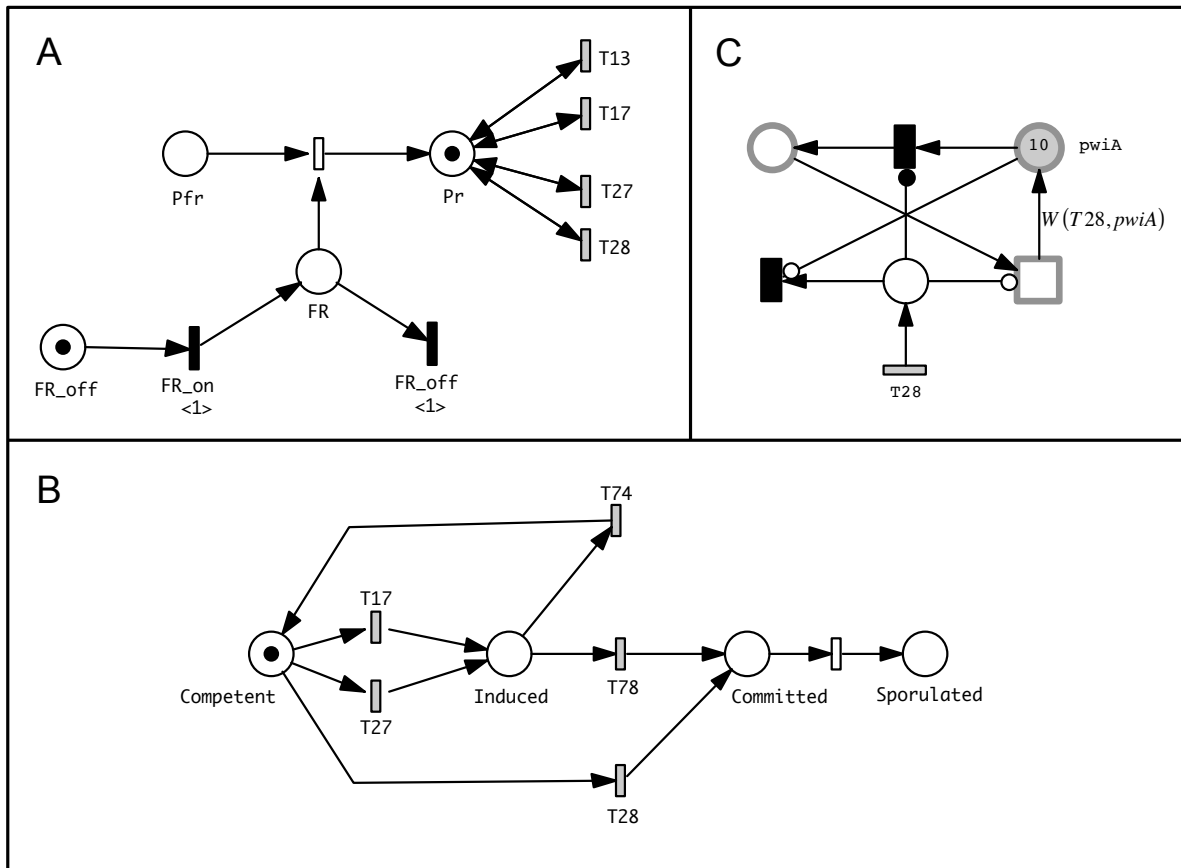 A
T13
T17
T27
T28
Pfr
Pr
FR
FR_off
FR_on
<1>
FR_off
<1>
C
10
pwiA
W(T28,pwiA)
T28
B
T74
T17
Competent
T27
Induced
T78
Committed
Sporulated
T28